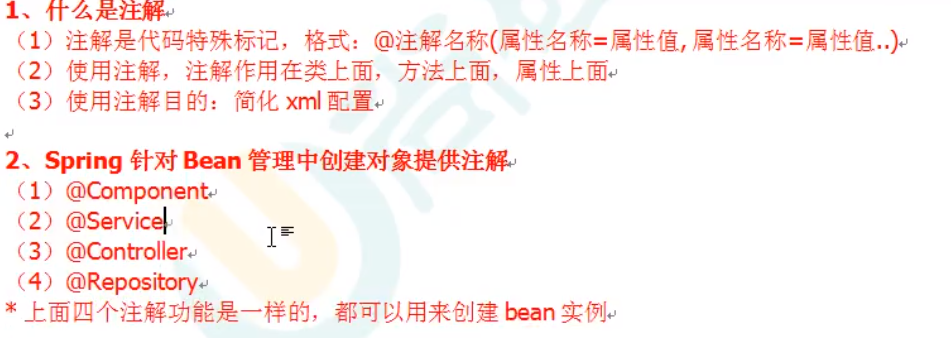 1、什么是注解
（1）注解是代码特殊标记，格式：@注解名称(属性名称=属性值, 属性名称=属性值..)
（2）使用注解，注解作用在类上面，方法上面，属性上面
（3）使用注解目的：简化 xml 配置
2、Spring 针对 Bean 管理中创建对象提供注解
（1）@Component
（2）@Service
（3）@Controller
（4）@Repository
* 上面四个注解功能是一样的，都可以用来创建 bean 实例